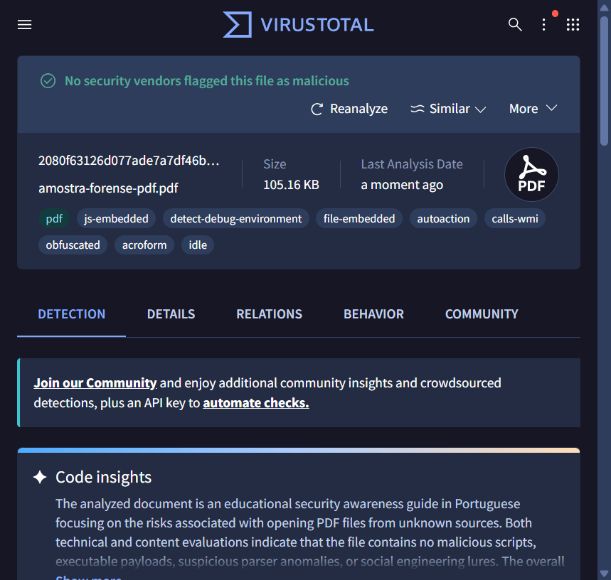 VIRUSTOTAL
No security vendors flagged this file as malicious
Reanalyze Similar More
2080f63126d077ade7a7df46b...
amostra-forense-pdf.pdf
Size
105.16 KB
Last Analysis Date
a moment ago
PDF
pdf js-embedded detect-debug-environment file-embedded autoaction calls-wmi
obfuscated acroform idle
DETECTION DETAILS RELATIONS BEHAVIOR COMMUNITY
Join our Community and enjoy additional community insights and crowdsourced
detections, plus an API key to automate checks.
Code insights
The analyzed document is an educational security awareness guide in Portuguese
focusing on the risks associated with opening PDF files from unknown sources. Both
technical and content evaluations indicate that the file contains no malicious scripts,
executable payloads, suspicious parser anomalies, or social engineering lures. The overall
Show more